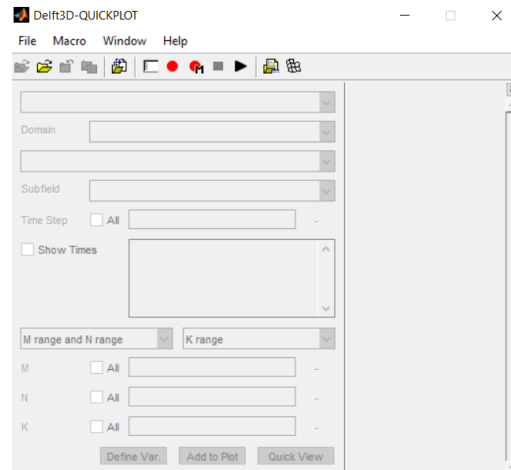 Delft3D-QUICKPLOT
File Macro Window Help
Domain
Subfield
Time Step All -
Show Times
M range and N range K range
M All -
N All -
K All -
Define Var. Add to Plot Quick View